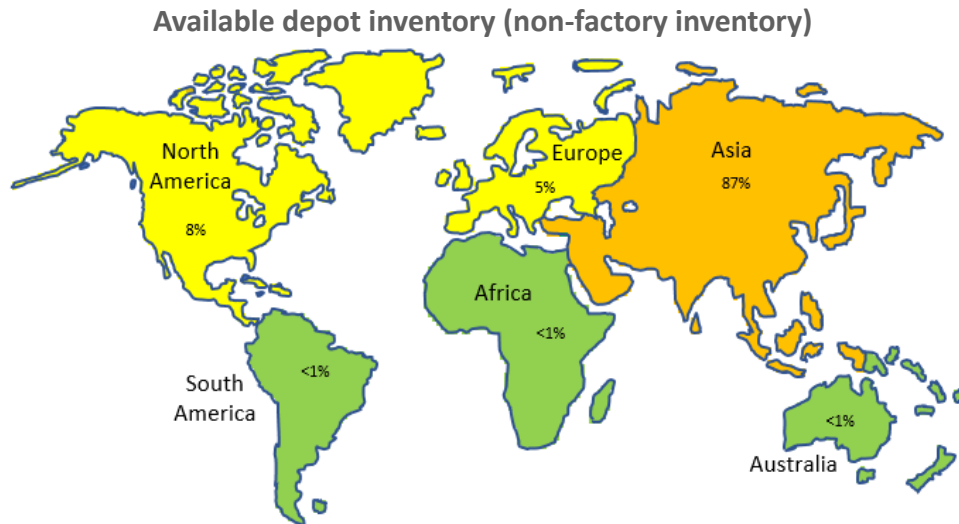 Available depot inventory (non-factory inventory)
North
America
8%
Europe
5%
Asia
87%
Africa
<1%
South
America
<1%
<1%
Australia